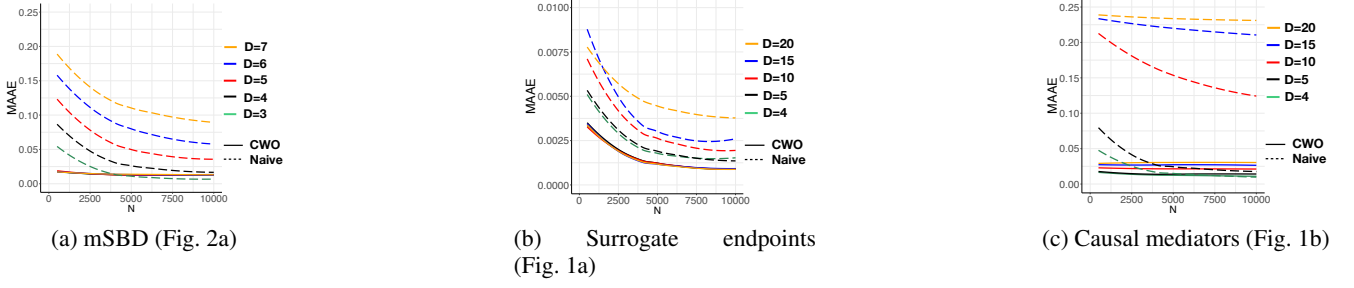 0.25
0.20
0.15
0.10
0.05
0.00
MAAE
0 2500 5000 7500 10000
N
D=7
D=6
D=5
D=4
D=3
CWO
Naive
(a) mSBD (Fig. 2a)
0.0100
0.0075
0.0050
0.0025
0.0000
MAAE
0 2500 5000 7500 10000
N
D=20
D=15
D=10
D=5
D=4
CWO
Naive
(b) Surrogate endpoints
(Fig. 1a)
0.25
0.20
0.15
0.10
0.05
0.00
MAAE
0 2500 5000 7500 10000
N
D=20
D=15
D=10
D=5
D=4
CWO
Naive
(c) Causal mediators (Fig. 1b)